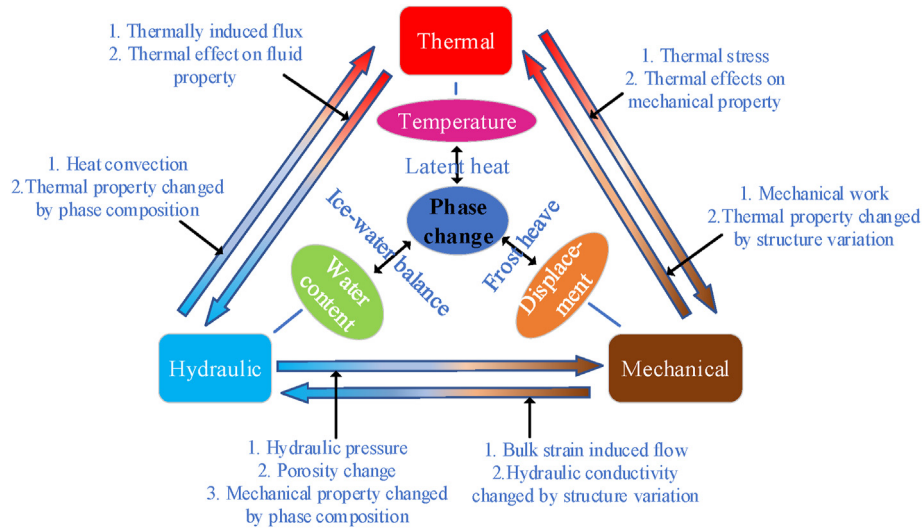 1. Thermally induced flux
2. Thermal effect on fluid
property
Thermal
1. Thermal stress
2. Thermal effects on
mechanical property
Temperature
Latent heat
1. Heat convection
2.Thermal property changed
by phase composition
Phase
change
1. Mechanical work
2.Thermal property changed
by structure variation
Ice-water balance
Frost heave
Water
content
Displace-
ment
Hydraulic
Mechanical
1. Hydraulic pressure
2. Porosity change
3. Mechanical property changed
by phase composition
1. Bulk strain induced flow
2.Hydraulic conductivity
changed by structure variation